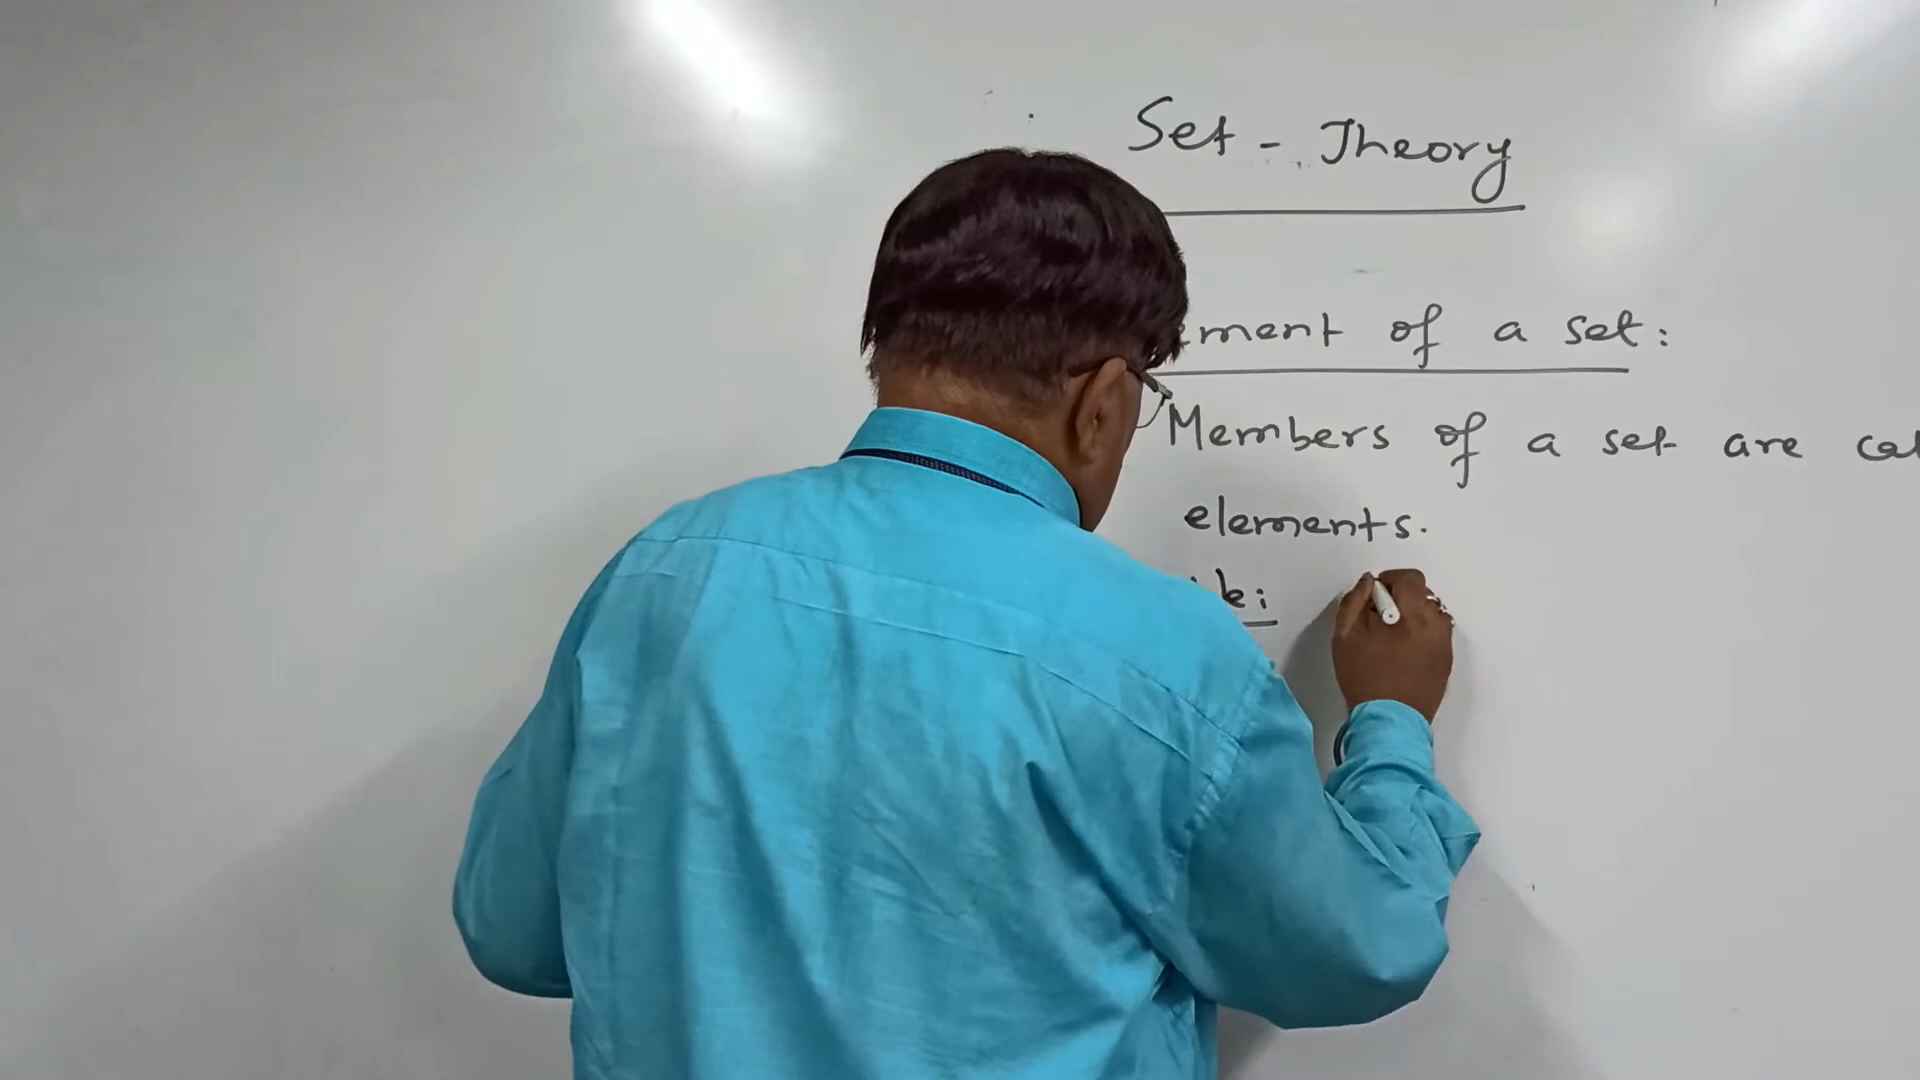 Set - Theory
ment of a set:
Members of a set are
elements.